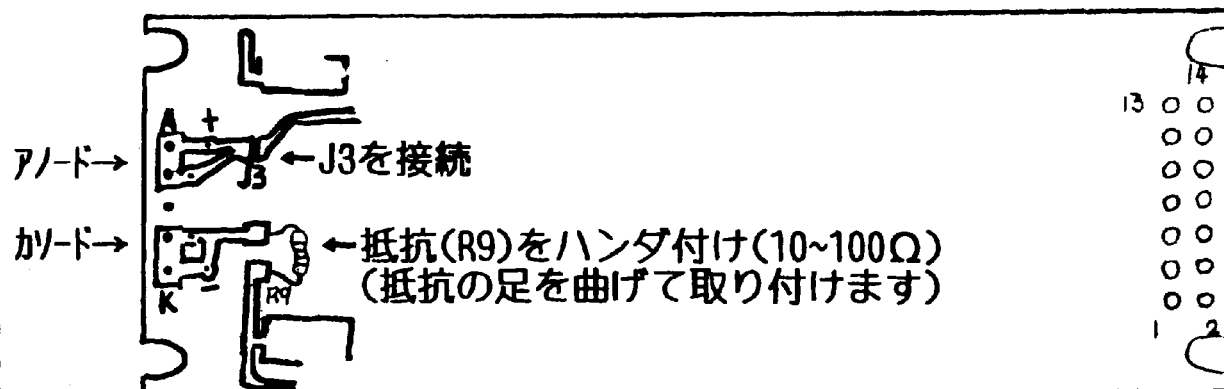 14
13
A +
アノード→ J3 ←J3を接続
カソード→ ←抵抗(R9)をハンダ付け(10~100Ω)
(抵抗の足を曲げて取り付けます)
K − R9
1 2